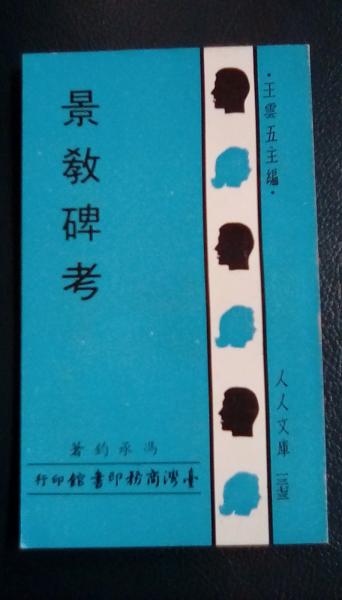 ·王雲五主編·
人人文庫
景教碑考
馮承鈞著
臺灣商務印書館印行